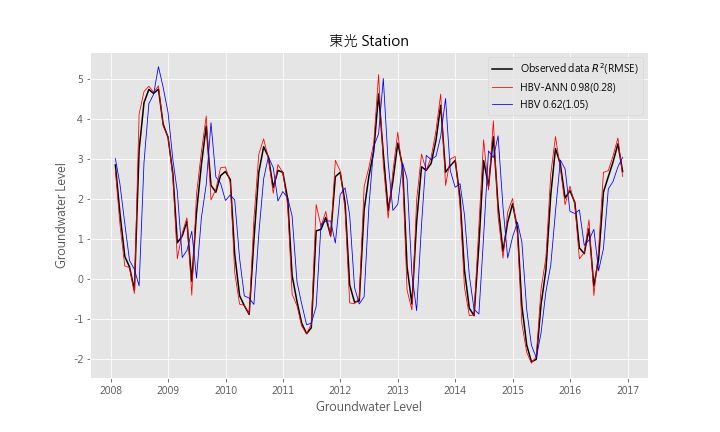 東光 Station
Observed data R²(RMSE)
HBV-ANN 0.98(0.28)
HBV 0.62(1.05)
Groundwater Level
5
4
3
2
1
0
-1
-2
2008 2009 2010 2011 2012 2013 2014 2015 2016 2017
Groundwater Level